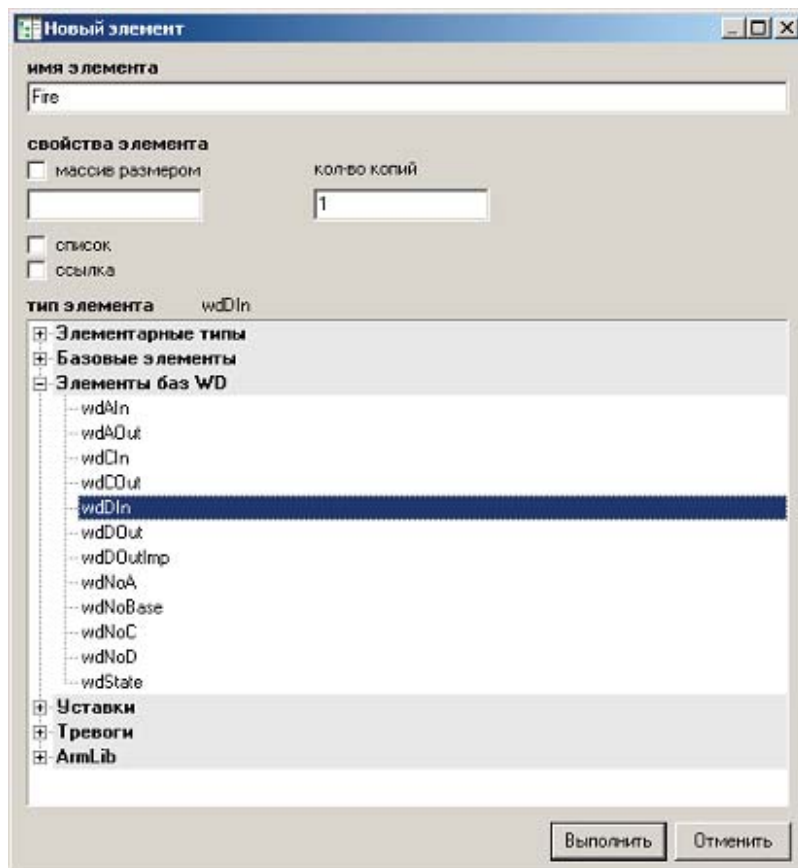 Новый элемент
имя элемента
Fire
свойства элемента
массив размером кол-во копий
1
список
ссылка
тип элемента wdDIn
Элементарные типы
Базовые элементы
Элементы баз WD
wdAIn
wdAOut
wdCIn
wdCOut
wdDIn
wdDOut
wdDOutImp
wdNoA
wdNoBase
wdNoC
wdNoD
wdState
Уставки
Тревоги
ArmLib
Выполнить Отменить